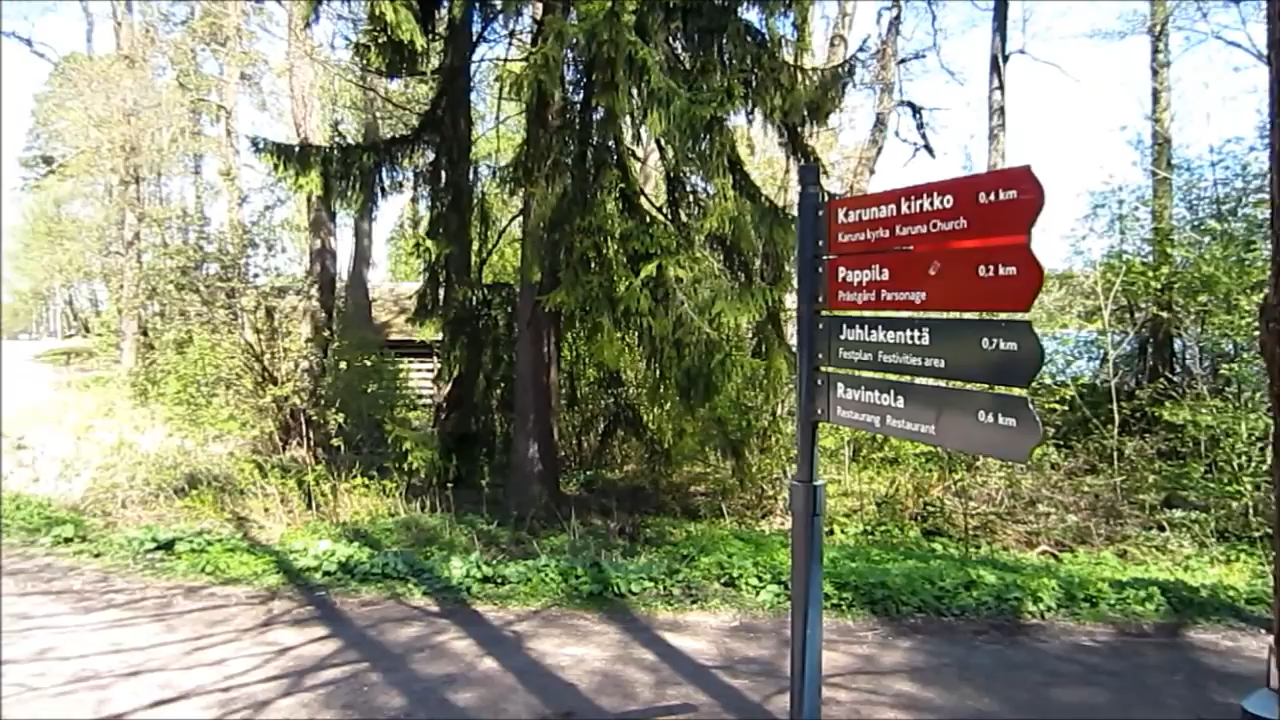 Karunan kirkko 0,4 km
Karuna kyrka Karuna Church
Pappila 0,2 km
Prästgård Parsonage
Juhlakenttä 0,7 km
Festplan Festivities area
Ravintola 0,6 km
Restaurang Restaurant